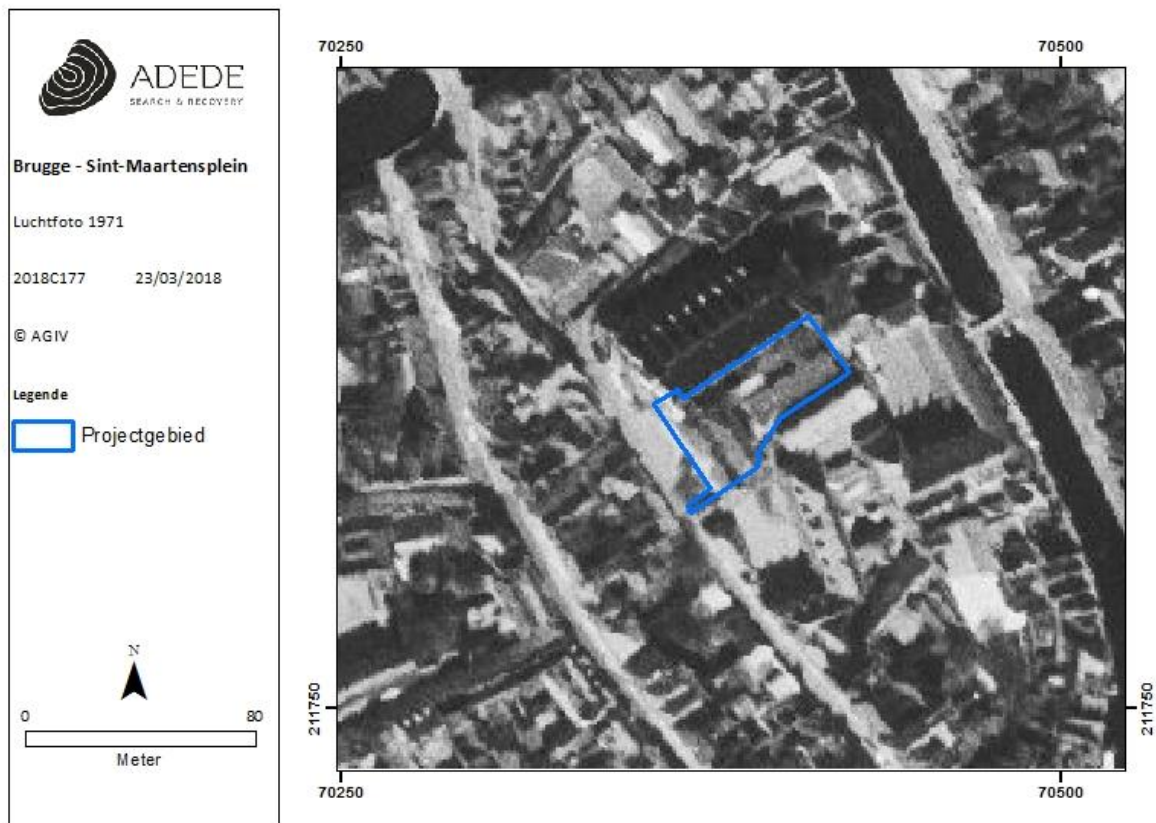 ADEDE
SEARCH & RECOVERY
Brugge - Sint-Maartensplein
Luchtfoto 1971
2018C177 23/03/2018
© AGIV
Legende
Projectgebied
N
0 80
Meter
70250 70500
211750 211750
70250 70500